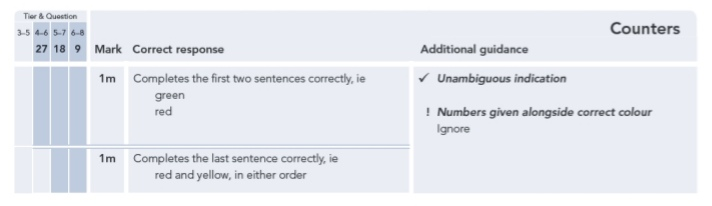 Tier & Question
3–5 4–6 5–7 6–8
27 18 9
Counters
Mark Correct response Additional guidance
1m Completes the first two sentences correctly, ie
green
red
✓ Unambiguous indication
! Numbers given alongside correct colour
Ignore
1m Completes the last sentence correctly, ie
red and yellow, in either order